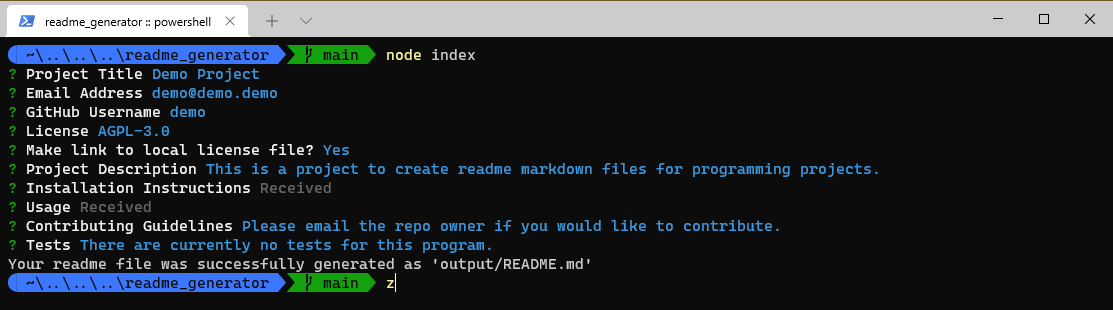 readme_generator :: powershell
~\..\..\..\readme_generator main node index
? Project Title Demo Project
? Email Address demo@demo.demo
? GitHub Username demo
? License AGPL-3.0
? Make link to local license file? Yes
? Project Description This is a project to create readme markdown files for programming projects.
? Installation Instructions Received
? Usage Received
? Contributing Guidelines Please email the repo owner if you would like to contribute.
? Tests There are currently no tests for this program.
Your readme file was successfully generated as 'output/README.md'
~\..\..\..\readme_generator main z